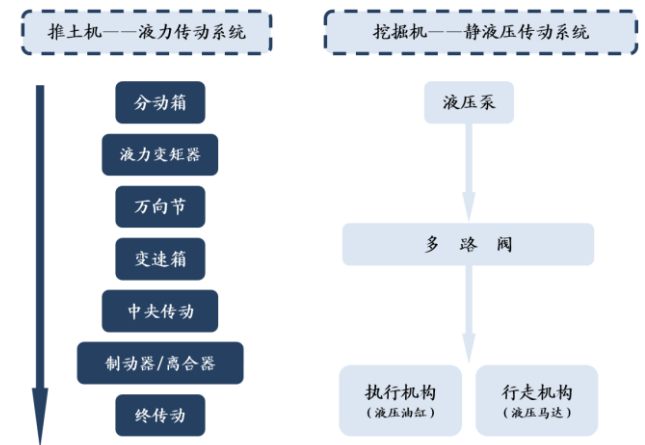 推土机——液力传动系统
分动箱
液力变矩器
万向节
变速箱
中央传动
制动器/离合器
终传动
挖掘机——静液压传动系统
液压泵
多 路 阀
执行机构
（液压油缸）
行走机构
（液压马达）